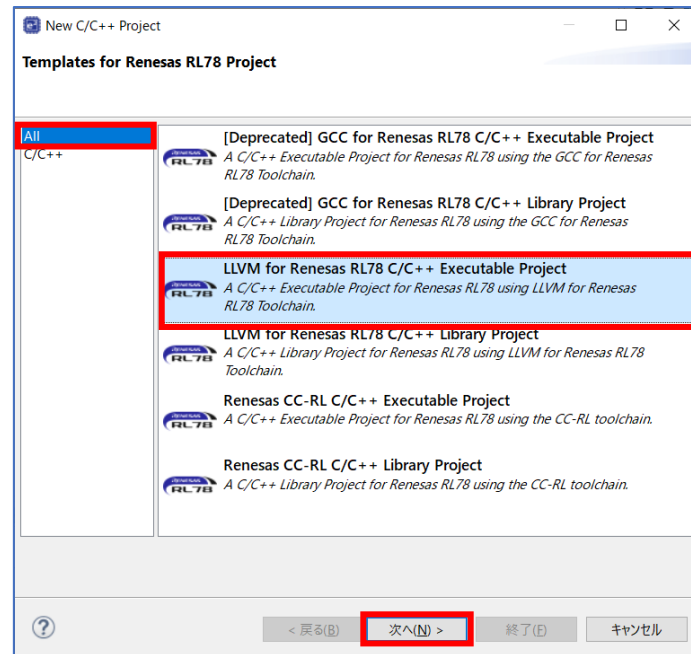 New C/C++ Project
Templates for Renesas RL78 Project
All
C/C++
[Deprecated] GCC for Renesas RL78 C/C++ Executable Project
A C/C++ Executable Project for Renesas RL78 using the GCC for Renesas
RL78 Toolchain.
[Deprecated] GCC for Renesas RL78 C/C++ Library Project
A C/C++ Library Project for Renesas RL78 using the GCC for Renesas
RL78 Toolchain.
LLVM for Renesas RL78 C/C++ Executable Project
A C/C++ Executable Project for Renesas RL78 using LLVM for Renesas
RL78 Toolchain.
LLVM for Renesas RL78 C/C++ Library Project
A C/C++ Library Project for Renesas RL78 using LLVM for Renesas RL78
Toolchain.
Renesas CC-RL C/C++ Executable Project
A C/C++ Executable Project for Renesas RL78 using the CC-RL toolchain.
Renesas CC-RL C/C++ Library Project
A C/C++ Library Project for Renesas RL78 using the CC-RL toolchain.
RL78
RL78
RL78
RL78
RL78
RL78
?
< 戻る(B)
次へ(N) >
終了(F)
キャンセル